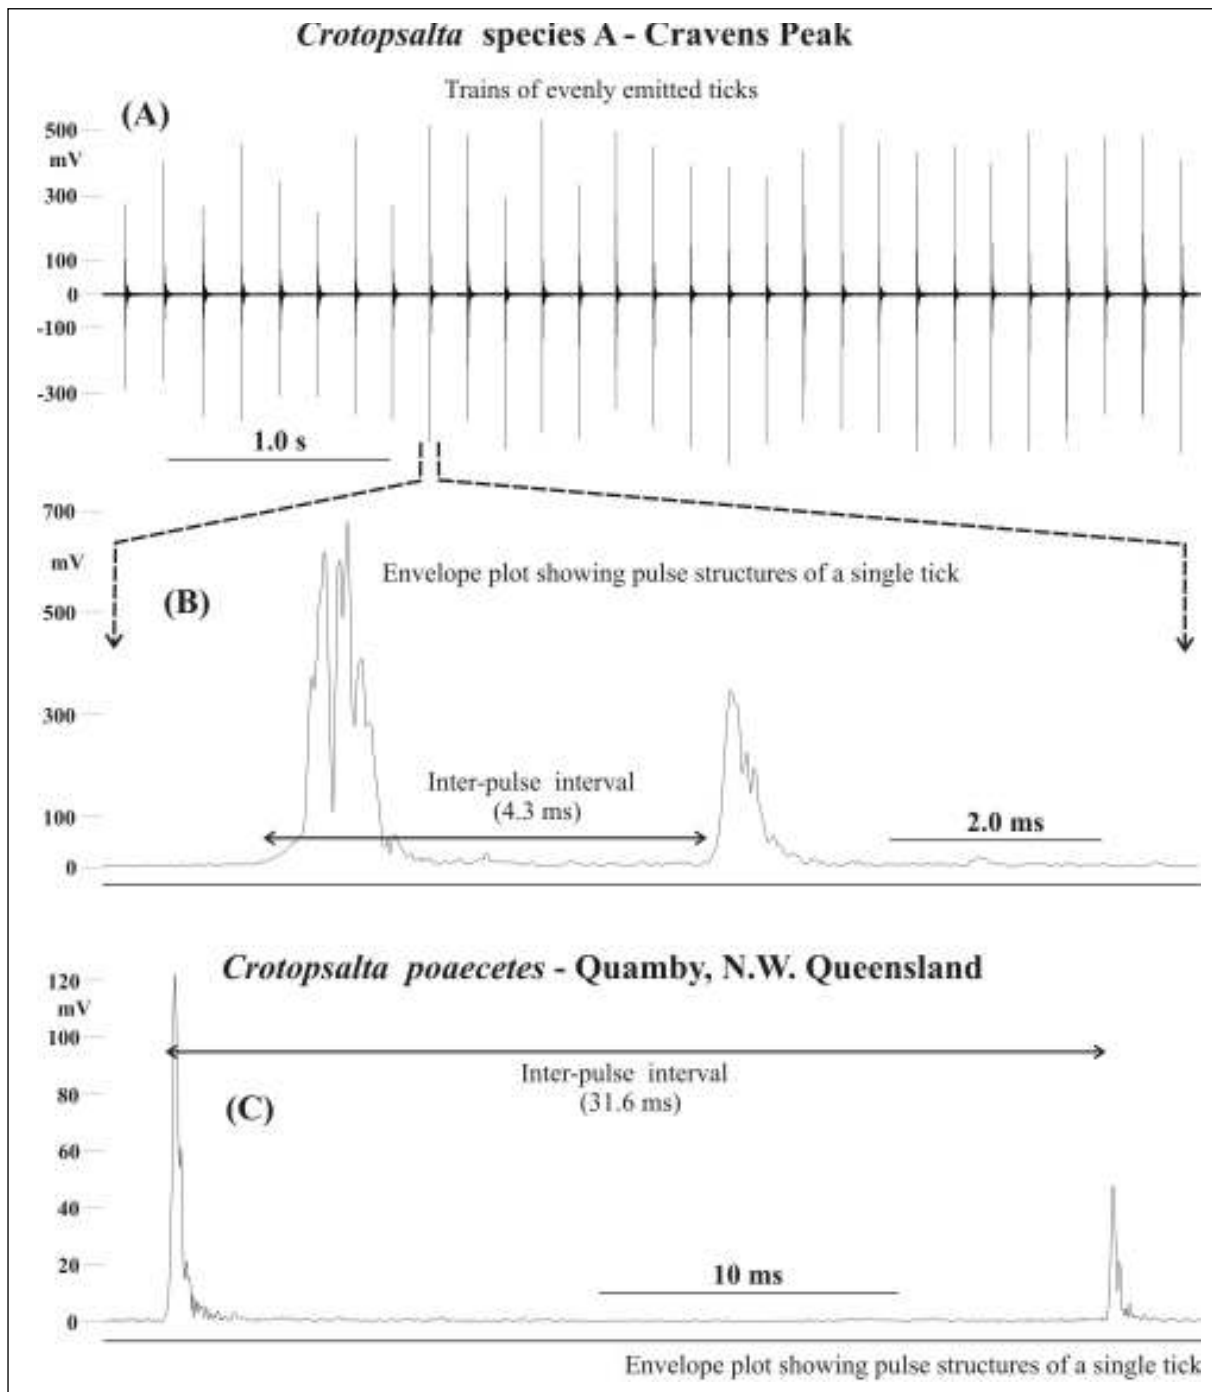 Crotopsalta species A - Cravens Peak
Trains of evenly emitted ticks
(A)
500
mV
300
100
0
-100
-300
1.0 s
700
mV
Envelope plot showing pulse structures of a single tick
(B)
500
300
Inter-pulse interval
(4.3 ms)
100
2.0 ms
0
Crotopsalta poaecetes - Quamby, N.W. Queensland
120
mV
100
Inter-pulse interval
(31.6 ms)
80
(C)
60
40
20
10 ms
0
Envelope plot showing pulse structures of a single tick